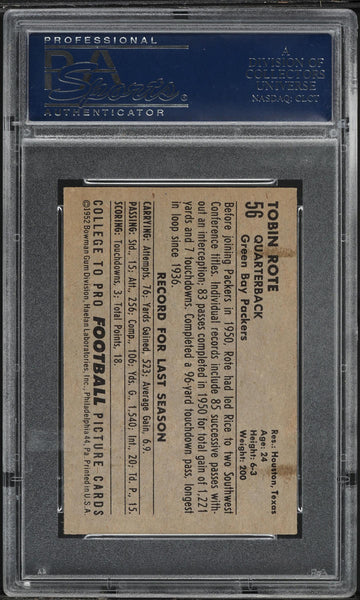 PROFESSIONAL
PSA
Sports
AUTHENTICATOR
A
DIVISION OF
COLLECTORS
UNIVERSE
NASDAQ: CLCT
TOBIN ROTE
56 QUARTERBACK
Green Bay Packers
Res.: Houston, Texas
Age: 24
Height: 6-3
Weight: 200
Before joining Packers in 1950, Rote had led Rice to two Southwest
Conference titles. Individual records include 85 successive passes with
out an interception; 83 passes completed in 1950 for total gain of 1,221
yards and 7 touchdowns. Completed a 96-yard touchdown pass, longest
in loop since 1936.
RECORD FOR LAST SEASON
CARRYING: Attempts, 76; Yards Gained, 523; Average Gain, 6.9.
PASSING: Std., 15; Att., 256; Comp., 106; Yds. G., 1,540; Int., 20; Td. P., 15.
SCORING: Touchdowns, 3; Total Points, 18.
COLLEGE TO PRO FOOTBALL PICTURE CARDS
©1952 Bowman Gum Division, Haelan Laboratories, Inc., Philadelphia 44, Pa. Printed in U.S.A.